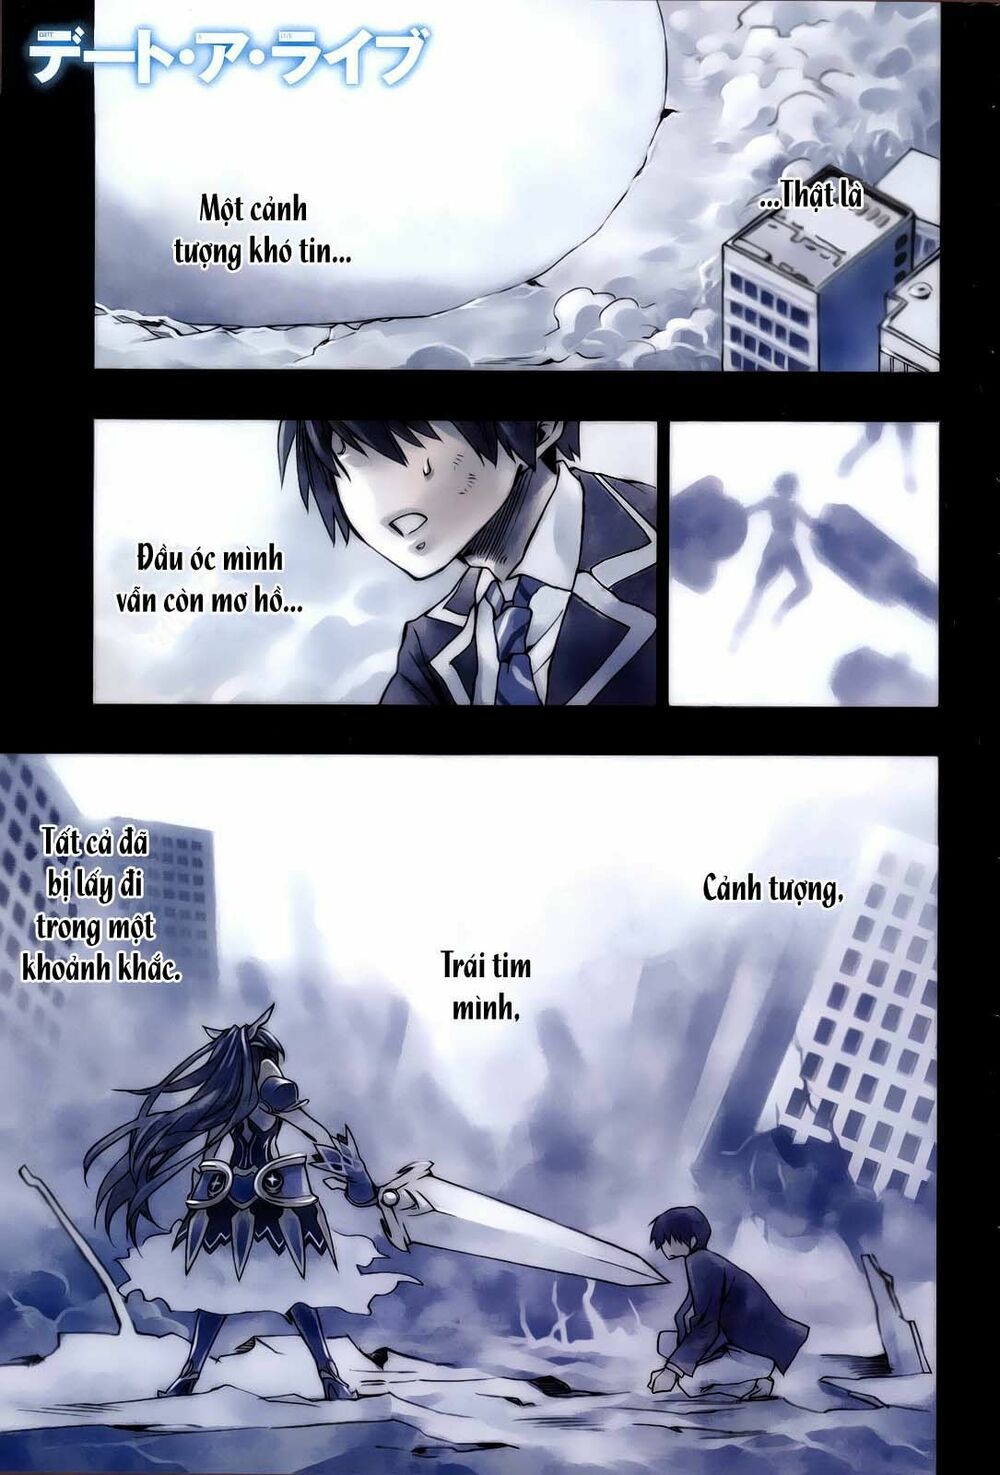 デート・ア・ライブ
...Thật là
Một cảnh
tượng khó tin...
Đầu óc mình
vẫn còn mơ hồ...
Cảnh tượng,
Trái tim
mình,
Tất cả đã
bị lấy đi
trong một
khoảnh khắc.